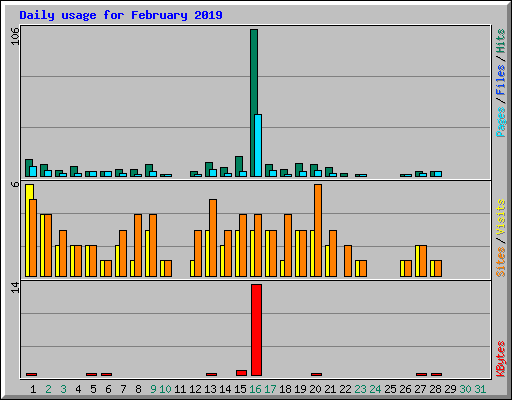 Daily usage for February 2019
106
Pages / Files / Hits
6
Sites / Visits
14
KBytes
1 2 3 4 5 6 7 8 9 10 11 12 13 14 15 16 17 18 19 20 21 22 23 24 25 26 27 28 29 30 31